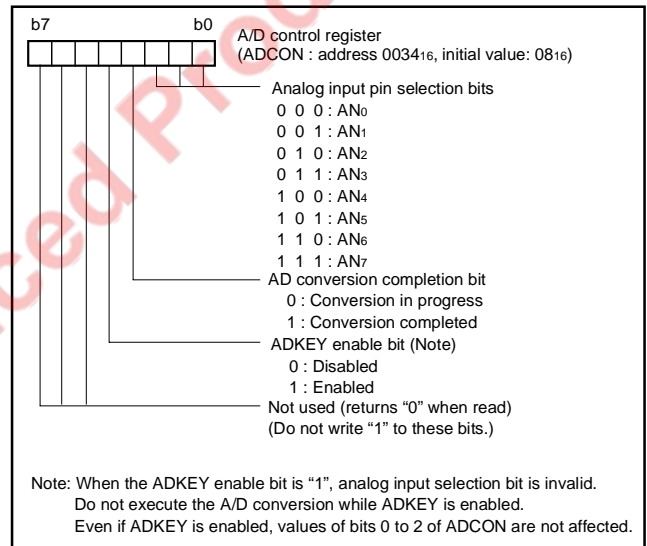 b7 b0
A/D control register
(ADCON : address 0034₁₆, initial value: 08₁₆)
Analog input pin selection bits
0 0 0 : AN₀
0 0 1 : AN₁
0 1 0 : AN₂
0 1 1 : AN₃
1 0 0 : AN₄
1 0 1 : AN₅
1 1 0 : AN₆
1 1 1 : AN₇
AD conversion completion bit
0 : Conversion in progress
1 : Conversion completed
ADKEY enable bit (Note)
0 : Disabled
1 : Enabled
Not used (returns “0” when read)
(Do not write “1” to these bits.)
Note: When the ADKEY enable bit is “1”, analog input selection bit is invalid.
Do not execute the A/D conversion while ADKEY is enabled.
Even if ADKEY is enabled, values of bits 0 to 2 of ADCON are not affected.